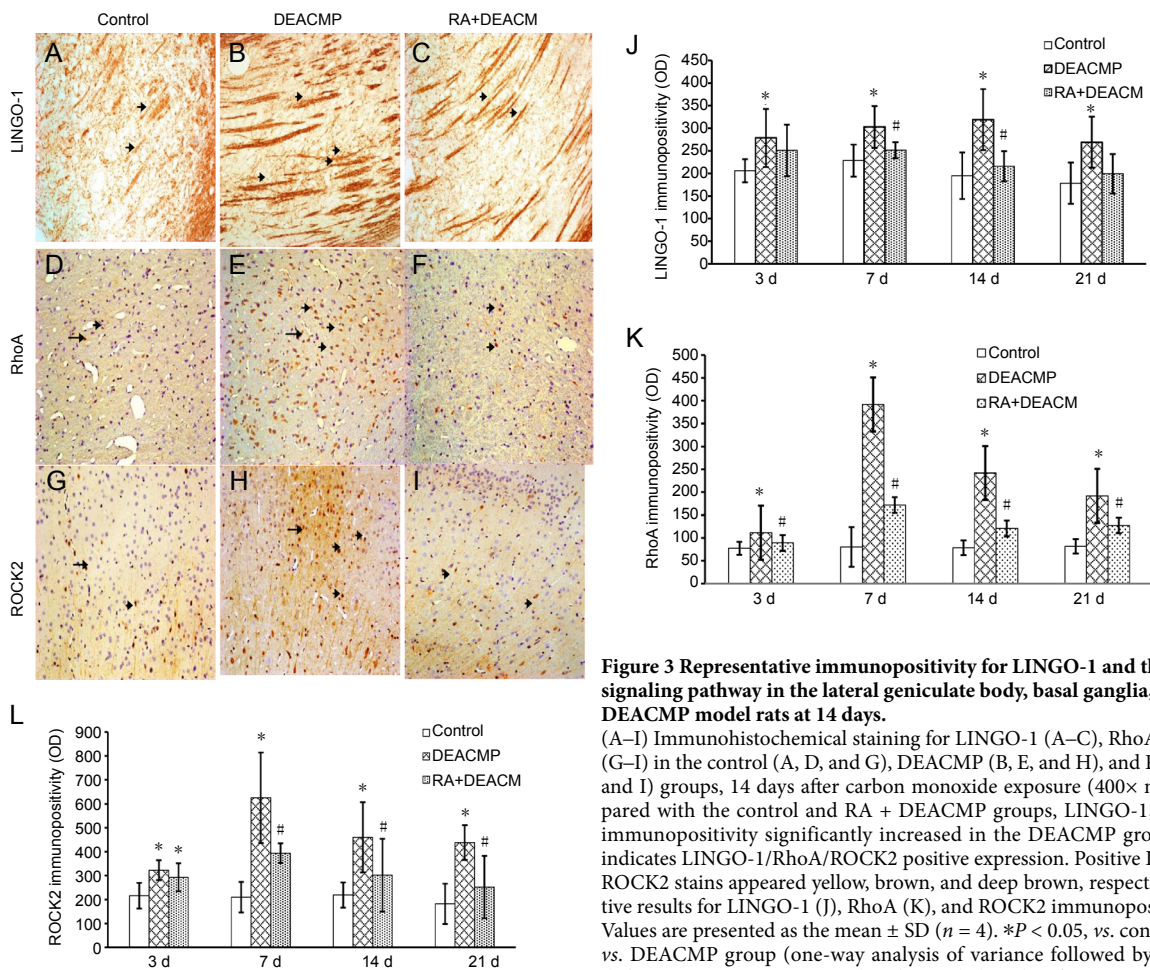 Control DEACMP RA+DEACM
LINGO-1
A B C
RhoA
D E F
ROCK2
G H I
J
LINGO-1 immunopositivity (OD)
450
400
350
300
250
200
150
100
50
0
Control
DEACMP
RA+DEACM
* * # * # *
3 d 7 d 14 d 21 d
K
RhoA immunopositivity (OD)
500
450
400
350
300
250
200
150
100
50
0
Control
DEACMP
RA+DEACM
* # * # * # * #
3 d 7 d 14 d 21 d
L
ROCK2 immunopositivity (OD)
900
800
700
600
500
400
300
200
100
0
Control
DEACMP
RA+DEACM
* * * # * # * #
3 d 7 d 14 d 21 d
Figure 3 Representative immunopositivity for LINGO-1 and th
signaling pathway in the lateral geniculate body, basal ganglia,
DEACMP model rats at 14 days.
(A–I) Immunohistochemical staining for LINGO-1 (A–C), RhoA
(G–I) in the control (A, D, and G), DEACMP (B, E, and H), and
and I) groups, 14 days after carbon monoxide exposure (400×
pared with the control and RA + DEACMP groups, LINGO-1,
immunopositivity significantly increased in the DEACMP gro
indicates LINGO-1/RhoA/ROCK2 positive expression. Positive
ROCK2 stains appeared yellow, brown, and deep brown, respect
tive results for LINGO-1 (J), RhoA (K), and ROCK2 immunopos
Values are presented as the mean ± SD (n = 4). *P < 0.05, vs. con
vs. DEACMP group (one-way analysis of variance followed by